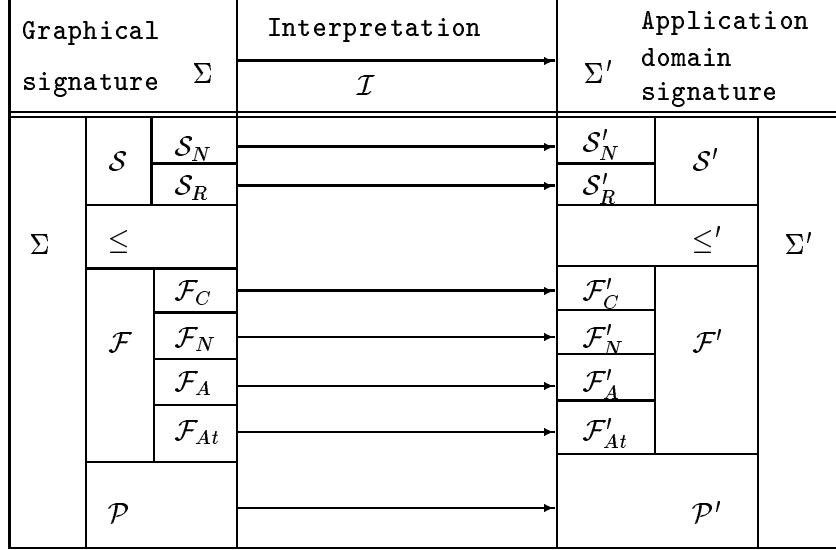 Graphical signature Σ
Interpretation
ℐ
Σ′ Application domain signature
𝒮 𝒮_N 𝒮′_N 𝒮′
𝒮_R 𝒮′_R
Σ ≤ ≤′ Σ′
ℱ_C ℱ′_C
ℱ ℱ_N ℱ′_N ℱ′
ℱ_A ℱ′_A
ℱ_At ℱ′_At
𝒫 𝒫′